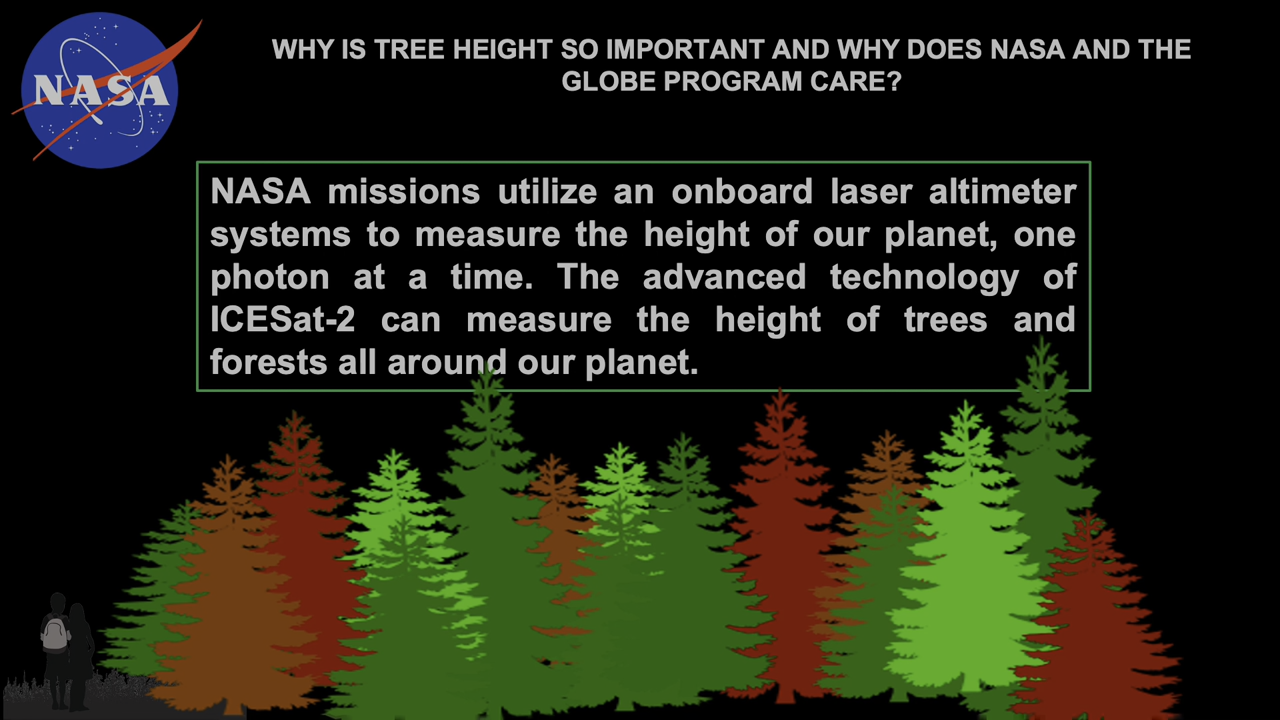 NASA
WHY IS TREE HEIGHT SO IMPORTANT AND WHY DOES NASA AND THE
GLOBE PROGRAM CARE?
NASA missions utilize an onboard laser altimeter
systems to measure the height of our planet, one
photon at a time. The advanced technology of
ICESat-2 can measure the height of trees and
forests all around our planet.